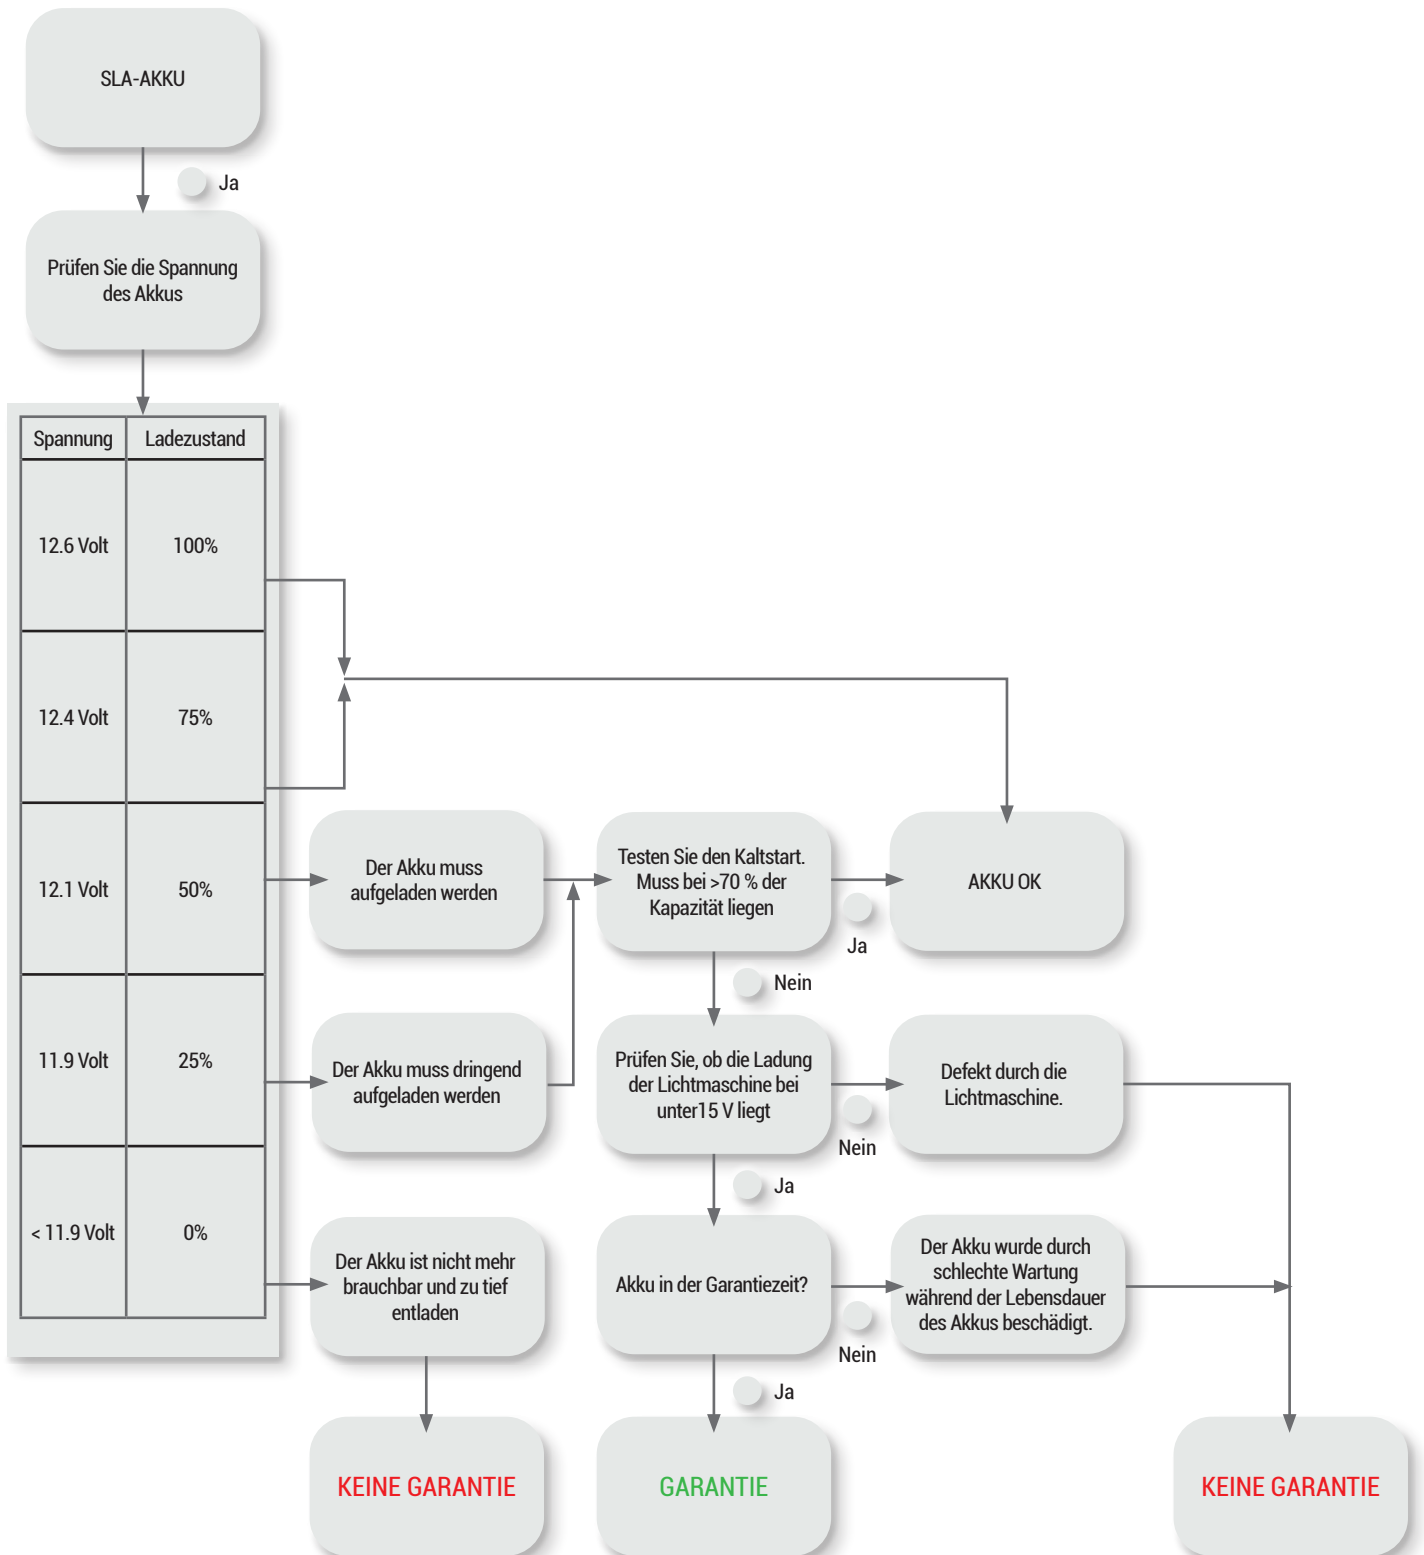 SLA-AKKU
Ja
Prüfen Sie die Spannung
des Akkus
Spannung Ladezustand
12.6 Volt 100%
12.4 Volt 75%
12.1 Volt 50%
11.9 Volt 25%
< 11.9 Volt 0%
Der Akku muss
aufgeladen werden
Testen Sie den Kaltstart.
Muss bei >70 % der
Kapazität liegen
Ja
AKKU OK
Nein
Der Akku muss dringend
aufgeladen werden
Prüfen Sie, ob die Ladung
der Lichtmaschine bei
unter15 V liegt
Nein
Defekt durch die
Lichtmaschine.
Ja
Der Akku ist nicht mehr
brauchbar und zu tief
entladen
Akku in der Garantiezeit?
Nein
Der Akku wurde durch
schlechte Wartung
während der Lebensdauer
des Akkus beschädigt.
Ja
KEINE GARANTIE
GARANTIE
KEINE GARANTIE